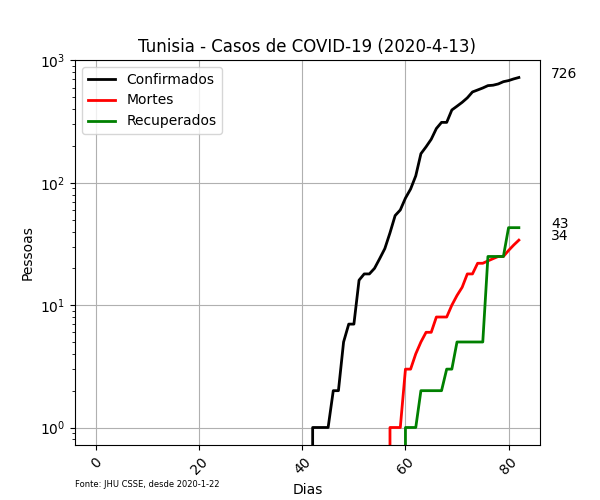 Tunisia - Casos de COVID-19 (2020-4-13)
Confirmados
Mortes
Recuperados
10³
10²
10¹
10⁰
Pessoas
726
43
34
0
20
40
60
80
Dias
Fonte: JHU CSSE, desde 2020-1-22